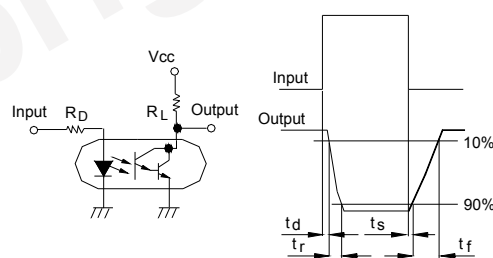 Vcc
Input RD RL Output
Input
Output
10%
90%
td ts
tr tf